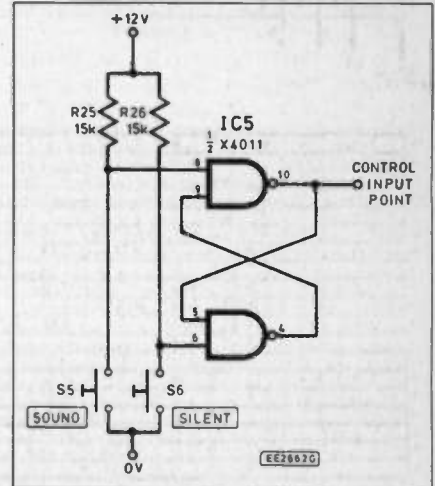 +12V
R25
15k
R26
15k
IC5
½ X4011
8
9
10
CONTROL
INPUT
POINT
5
6
4
S5
S6
SOUND
SILENT
0V
EE2662G